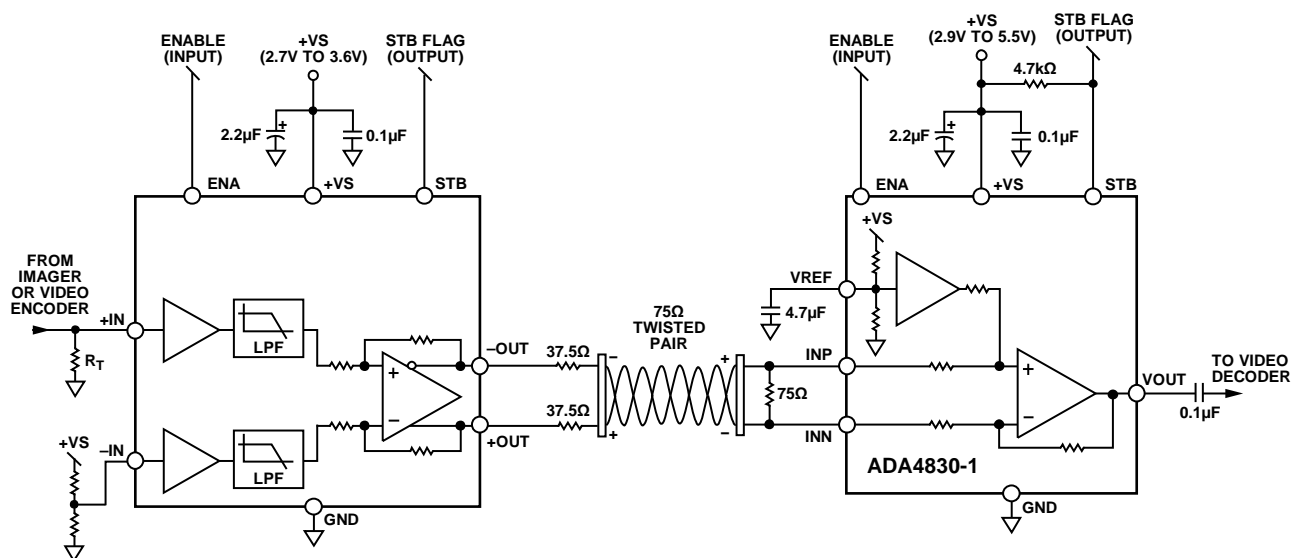 ENABLE
(INPUT)
+VS
(2.7V TO 3.6V)
STB FLAG
(OUTPUT)
2.2µF
+
0.1µF
ENA
+VS
STB
FROM
IMAGER
OR VIDEO
ENCODER
+IN
RT
LPF
+
–
–OUT
+OUT
+VS
–IN
LPF
GND
37.5Ω
37.5Ω
75Ω
TWISTED
PAIR
–
+
+
–
75Ω
ENABLE
(INPUT)
+VS
(2.9V TO 5.5V)
STB FLAG
(OUTPUT)
4.7kΩ
2.2µF
+
0.1µF
ENA
+VS
STB
+VS
VREF
4.7µF
INP
INN
+
–
VOUT
TO VIDEO
DECODER
0.1µF
ADA4830-1
GND